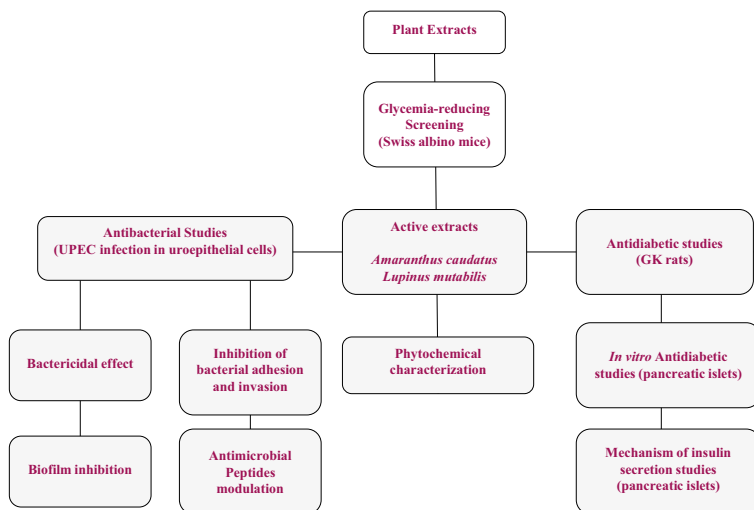 Plant Extracts
Glycemia-reducing
Screening
(Swiss albino mice)
Antibacterial Studies
(UPEC infection in uroepithelial cells)
Active extracts
Amaranthus caudatus
Lupinus mutabilis
Antidiabetic studies
(GK rats)
Bactericidal effect
Inhibition of
bacterial adhesion
and invasion
Phytochemical
characterization
In vitro Antidiabetic
studies (pancreatic islets)
Biofilm inhibition
Antimicrobial
Peptides
modulation
Mechanism of insulin
secretion studies
(pancreatic islets)